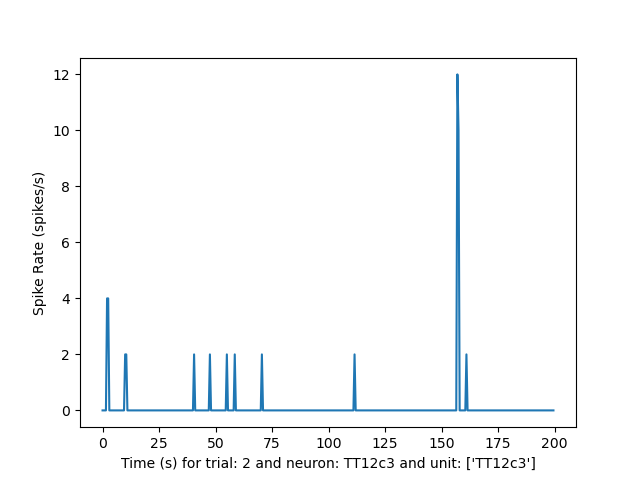 12
10
8
6
4
2
0
Spike Rate (spikes/s)
0 25 50 75 100 125 150 175 200
Time (s) for trial: 2 and neuron: TT12c3 and unit: ['TT12c3']